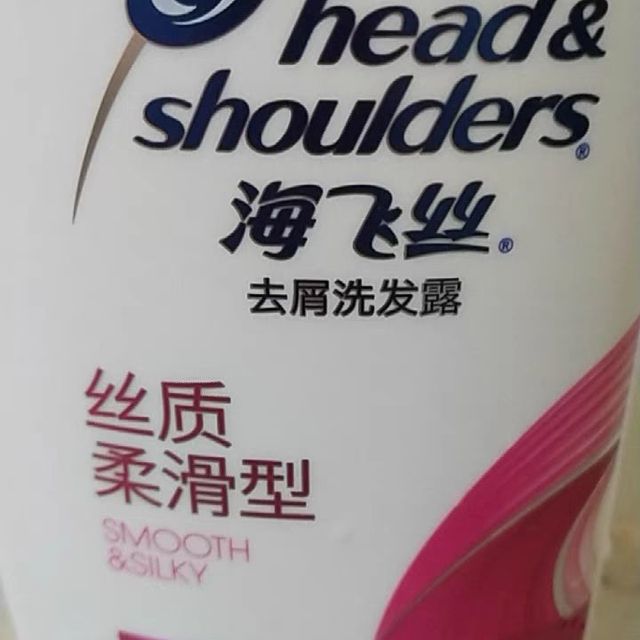 head &
shoulders®
海飞丝®
去屑洗发露
丝质
柔滑型
SMOOTH
&SILKY